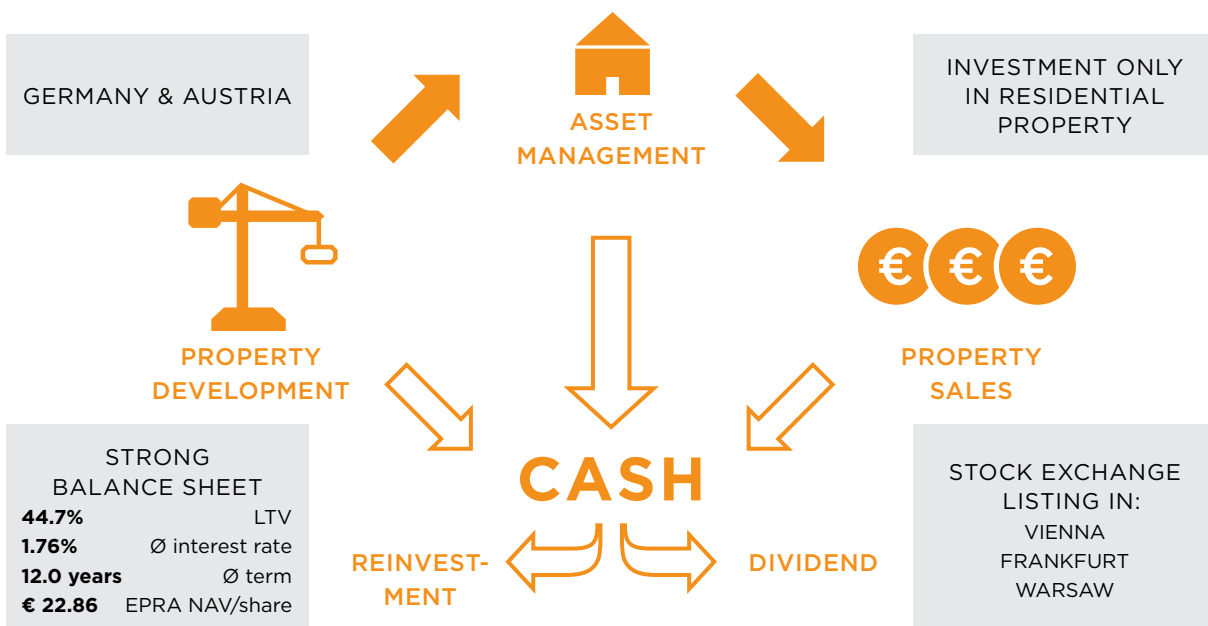 GERMANY & AUSTRIA
ASSET
MANAGEMENT
INVESTMENT ONLY
IN RESIDENTIAL
PROPERTY
€ € €
PROPERTY
DEVELOPMENT
PROPERTY
SALES
STRONG
BALANCE SHEET
44.7% LTV
1.76% Ø interest rate
12.0 years Ø term
€ 22.86 EPRA NAV/share
CASH
REINVEST-
MENT
DIVIDEND
STOCK EXCHANGE
LISTING IN:
VIENNA
FRANKFURT
WARSAW